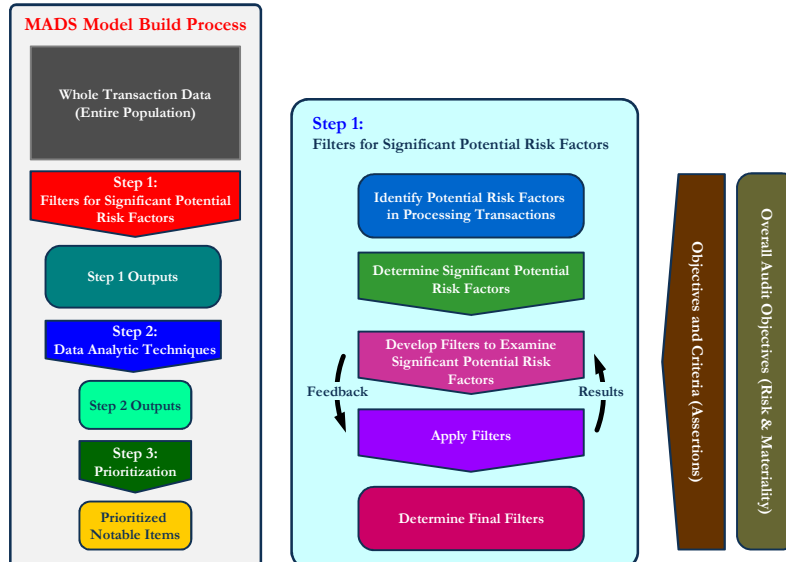 MADS Model Build Process
Whole Transaction Data
(Entire Population)
Step 1:
Filters for Significant Potential
Risk Factors
Step 1 Outputs
Step 2:
Data Analytic Techniques
Step 2 Outputs
Step 3:
Prioritization
Prioritized
Notable Items
Step 1:
Filters for Significant Potential Risk Factors
Identify Potential Risk Factors
in Processing Transactions
Determine Significant Potential
Risk Factors
Develop Filters to Examine
Significant Potential Risk
Factors
Feedback
Results
Apply Filters
Determine Final Filters
Objectives and Criteria (Assertions)
Overall Audit Objectives (Risk & Materiality)